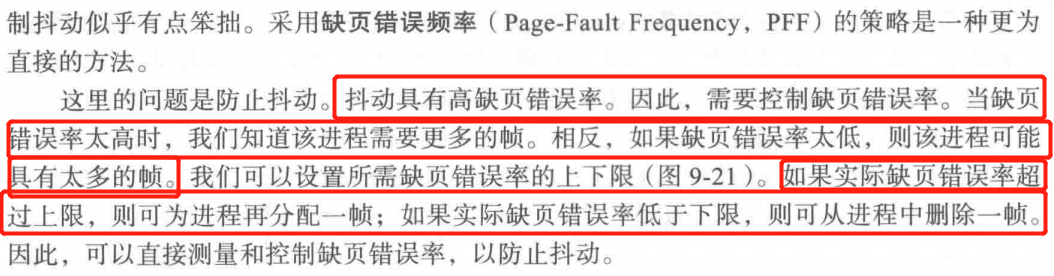 制抖动似乎有点笨拙。采用缺页错误频率（Page-Fault Frequency，PFF）的策略是一种更为
直接的方法。
这里的问题是防止抖动。抖动具有高缺页错误率。因此，需要控制缺页错误率。当缺页
错误率太高时，我们知道该进程需要更多的帧。相反，如果缺页错误率太低，则该进程可能
具有太多的帧。我们可以设置所需缺页错误率的上下限（图 9-21）。如果实际缺页错误率超
过上限，则可为进程再分配一帧；如果实际缺页错误率低于下限，则可从进程中删除一帧。
因此，可以直接测量和控制缺页错误率，以防止抖动。